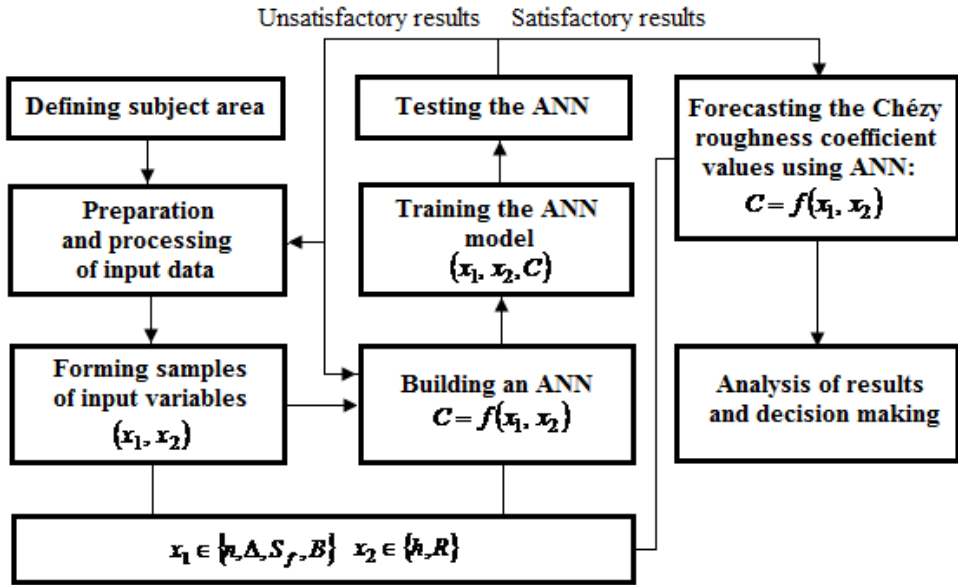 Unsatisfactory results
Satisfactory results
Defining subject area
Testing the ANN
Forecasting the Chézy
roughness coefficient
values using ANN:
C = f(x₁, x₂)
Preparation
and processing
of input data
Training the ANN
model
(x₁, x₂, C)
Forming samples
of input variables
(x₁, x₂)
Building an ANN
C = f(x₁, x₂)
Analysis of results
and decision making
x₁ ∈ {n, Δ, S_f, B} x₂ ∈ {h, R}